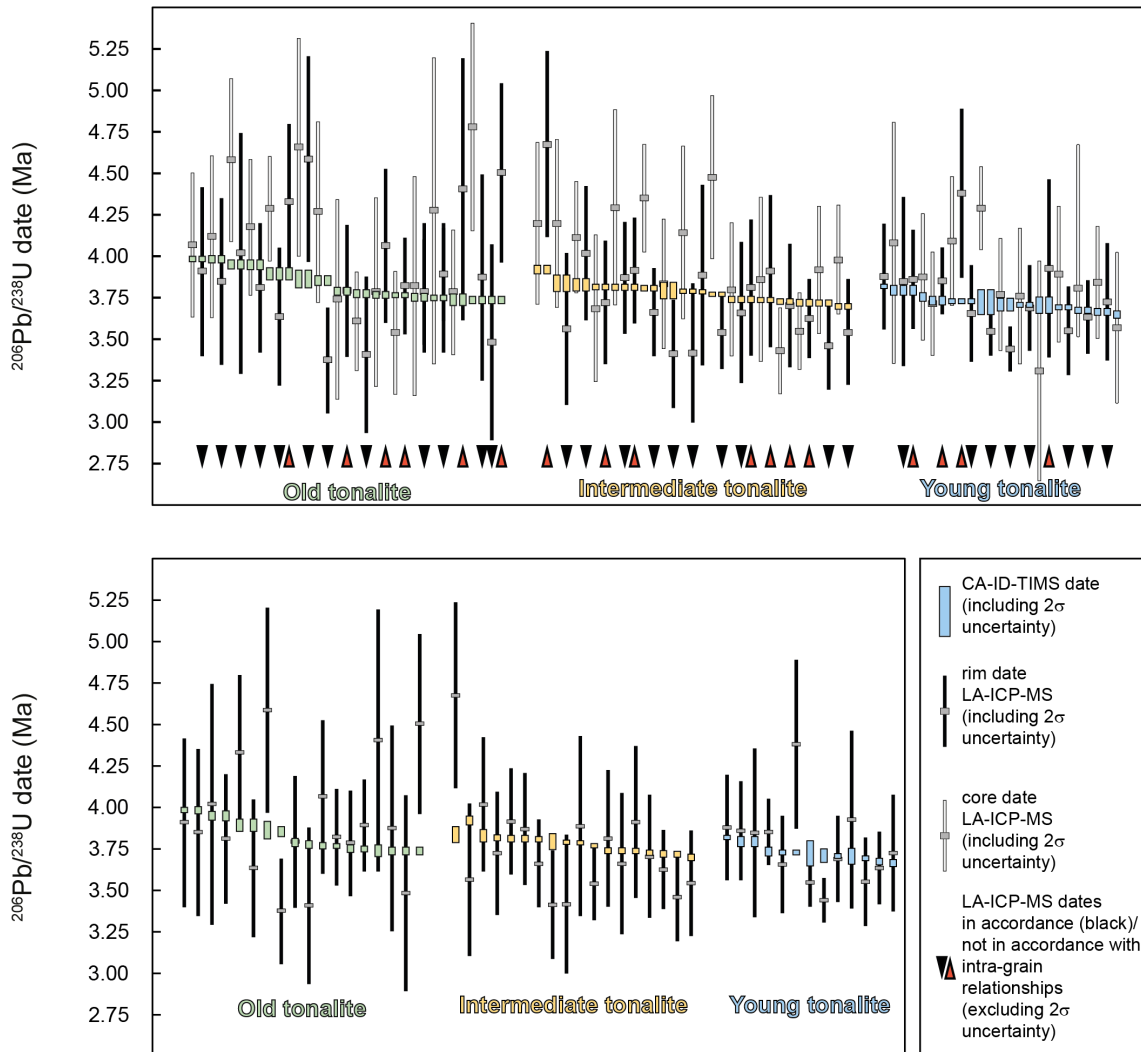 206Pb/238U date (Ma)
5.25
5.00
4.75
4.50
4.25
4.00
3.75
3.50
3.25
3.00
2.75
Old tonalite
Intermediate tonalite
Young tonalite
206Pb/238U date (Ma)
5.25
5.00
4.75
4.50
4.25
4.00
3.75
3.50
3.25
3.00
2.75
Old tonalite
Intermediate tonalite
Young tonalite
CA-ID-TIMS date
(including 2σ
uncertainty)
rim date
LA-ICP-MS
(including 2σ
uncertainty)
core date
LA-ICP-MS
(including 2σ
uncertainty)
LA-ICP-MS dates
in accordance (black)/
not in accordance with
intra-grain
relationships
(excluding 2σ
uncertainty)